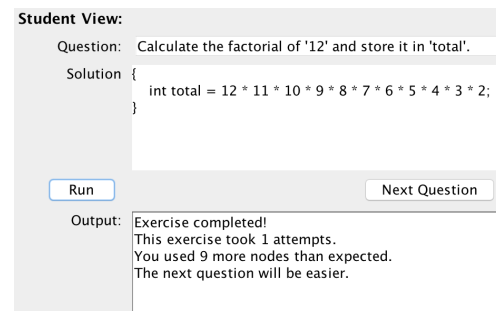 Student View:
Question: Calculate the factorial of '12' and store it in 'total'.
Solution {
int total = 12 * 11 * 10 * 9 * 8 * 7 * 6 * 5 * 4 * 3 * 2;
}
Run Next Question
Output: Exercise completed!
This exercise took 1 attempts.
You used 9 more nodes than expected.
The next question will be easier.